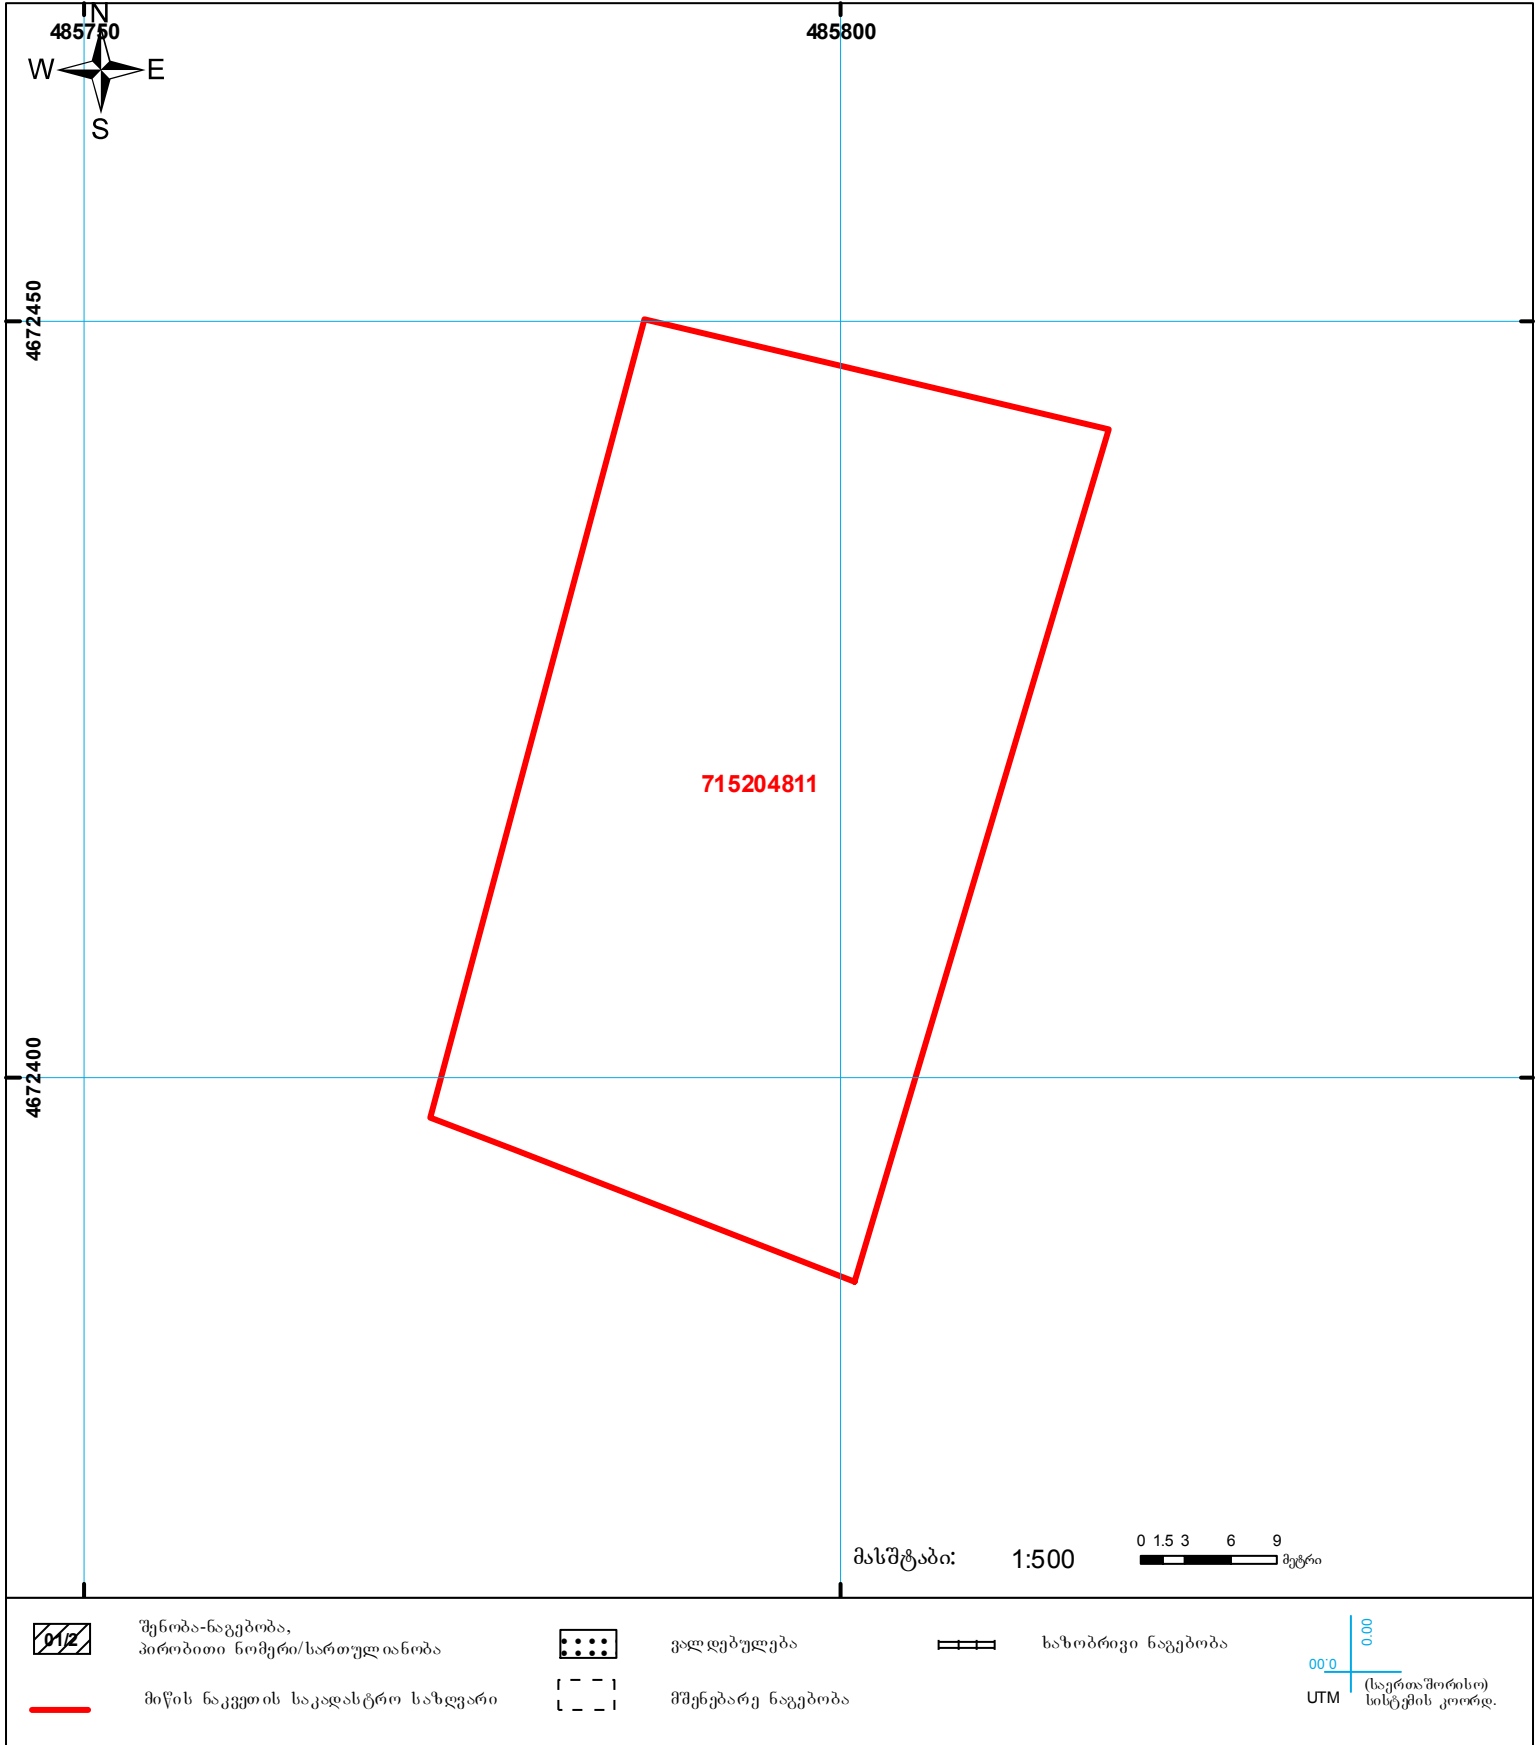 N
485750
485800
W
E
S
4672450
715204811
4672400
მასშტაბი:
1:500
0 1.5 3 6 9
მეტრი
01/2
შენობა-ნაგებობა,
პირობითი ნომერი/სართულიანობა
ვალდებულება
ხაზობრივი ნაგებობა
მიწის ნაკვეთის საკადასტრო საზღვარი
მშენებარე ნაგებობა
0.00
00.0
UTM
(საერთაშორისო)
სისტემის კოორდ.